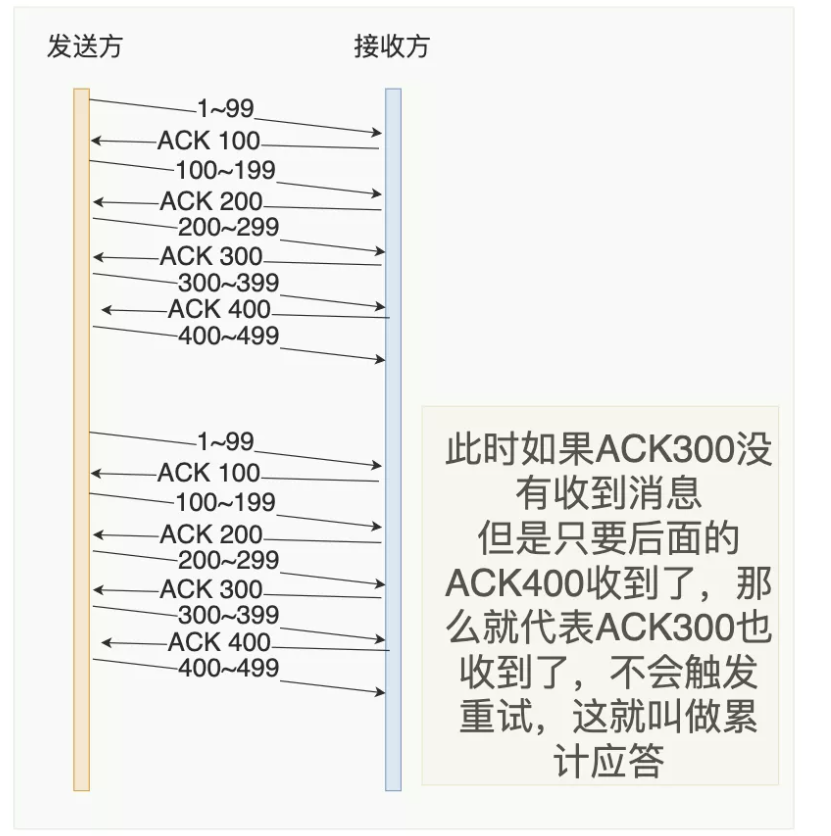 发送方
接收方
1~99
ACK 100
100~199
ACK 200
200~299
ACK 300
300~399
ACK 400
400~499
1~99
ACK 100
100~199
ACK 200
200~299
ACK 300
300~399
ACK 400
400~499
此时如果ACK300没
有收到消息
但是只要后面的
ACK400收到了，那
么就代表ACK300也
收到了，不会触发
重试，这就叫做累
计应答